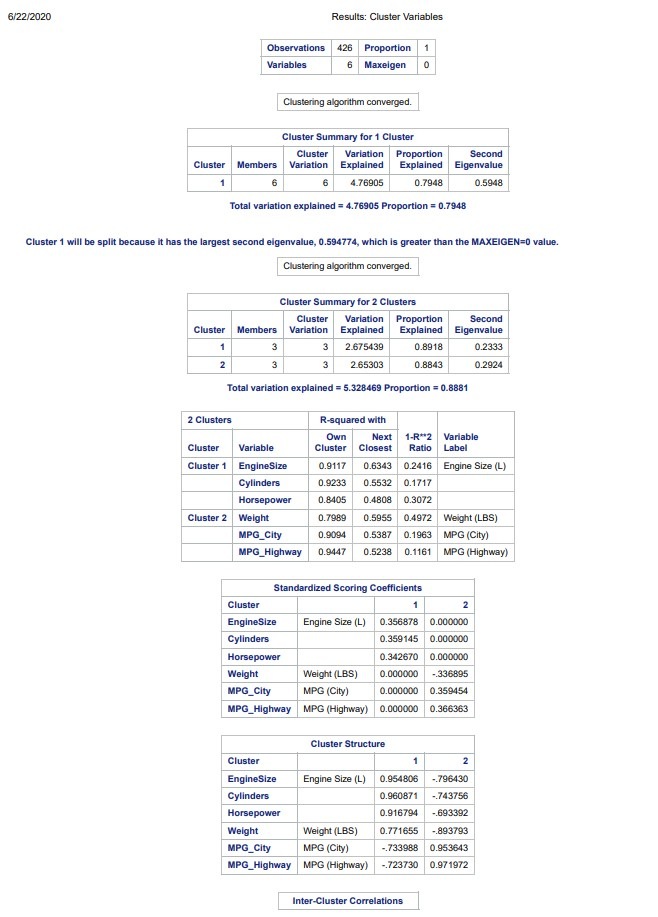 6/22/2020 Results: Cluster Variables
Observations 426 Proportion 1
Variables 6 Maxeigen 0
Clustering algorithm converged.
Cluster Summary for 1 Cluster
Cluster Variation Proportion Second
Cluster Members Variation Explained Explained Eigenvalue
1 6 6 4.76905 0.7948 0.5948
Total variation explained = 4.76905 Proportion = 0.7948
Cluster 1 will be split because it has the largest second eigenvalue, 0.594774, which is greater than the MAXEIGEN=0 value.
Clustering algorithm converged.
Cluster Summary for 2 Clusters
Cluster Variation Proportion Second
Cluster Members Variation Explained Explained Eigenvalue
1 3 3 2.675439 0.8918 0.2333
2 3 3 2.65303 0.8843 0.2924
Total variation explained = 5.328469 Proportion = 0.8881
2 Clusters R-squared with
Own Next 1-R**2 Variable
Cluster Variable Cluster Closest Ratio Label
Cluster 1 EngineSize 0.9117 0.6343 0.2416 Engine Size (L)
Cylinders 0.9233 0.5532 0.1717
Horsepower 0.8405 0.4808 0.3072
Cluster 2 Weight 0.7989 0.5955 0.4972 Weight (LBS)
MPG_City 0.9094 0.5387 0.1963 MPG (City)
MPG_Highway 0.9447 0.5238 0.1161 MPG (Highway)
Standardized Scoring Coefficients
Cluster 1 2
EngineSize Engine Size (L) 0.356878 0.000000
Cylinders 0.359145 0.000000
Horsepower 0.342670 0.000000
Weight Weight (LBS) 0.000000 -.336895
MPG_City MPG (City) 0.000000 0.359454
MPG_Highway MPG (Highway) 0.000000 0.366363
Cluster Structure
Cluster 1 2
EngineSize Engine Size (L) 0.954806 -.796430
Cylinders 0.960871 -.743756
Horsepower 0.916794 -.693392
Weight Weight (LBS) 0.771655 -.893793
MPG_City MPG (City) -.733988 0.953643
MPG_Highway MPG (Highway) -.723730 0.971972
Inter-Cluster Correlations